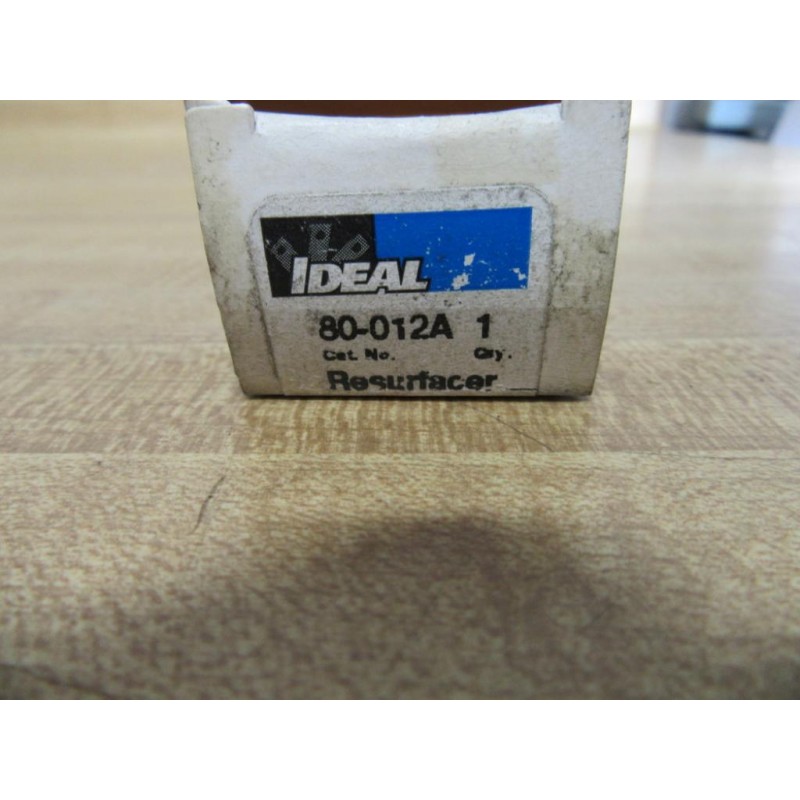 IDEAL
80-012A 1
Cat. No. Qty.
Resurfacer